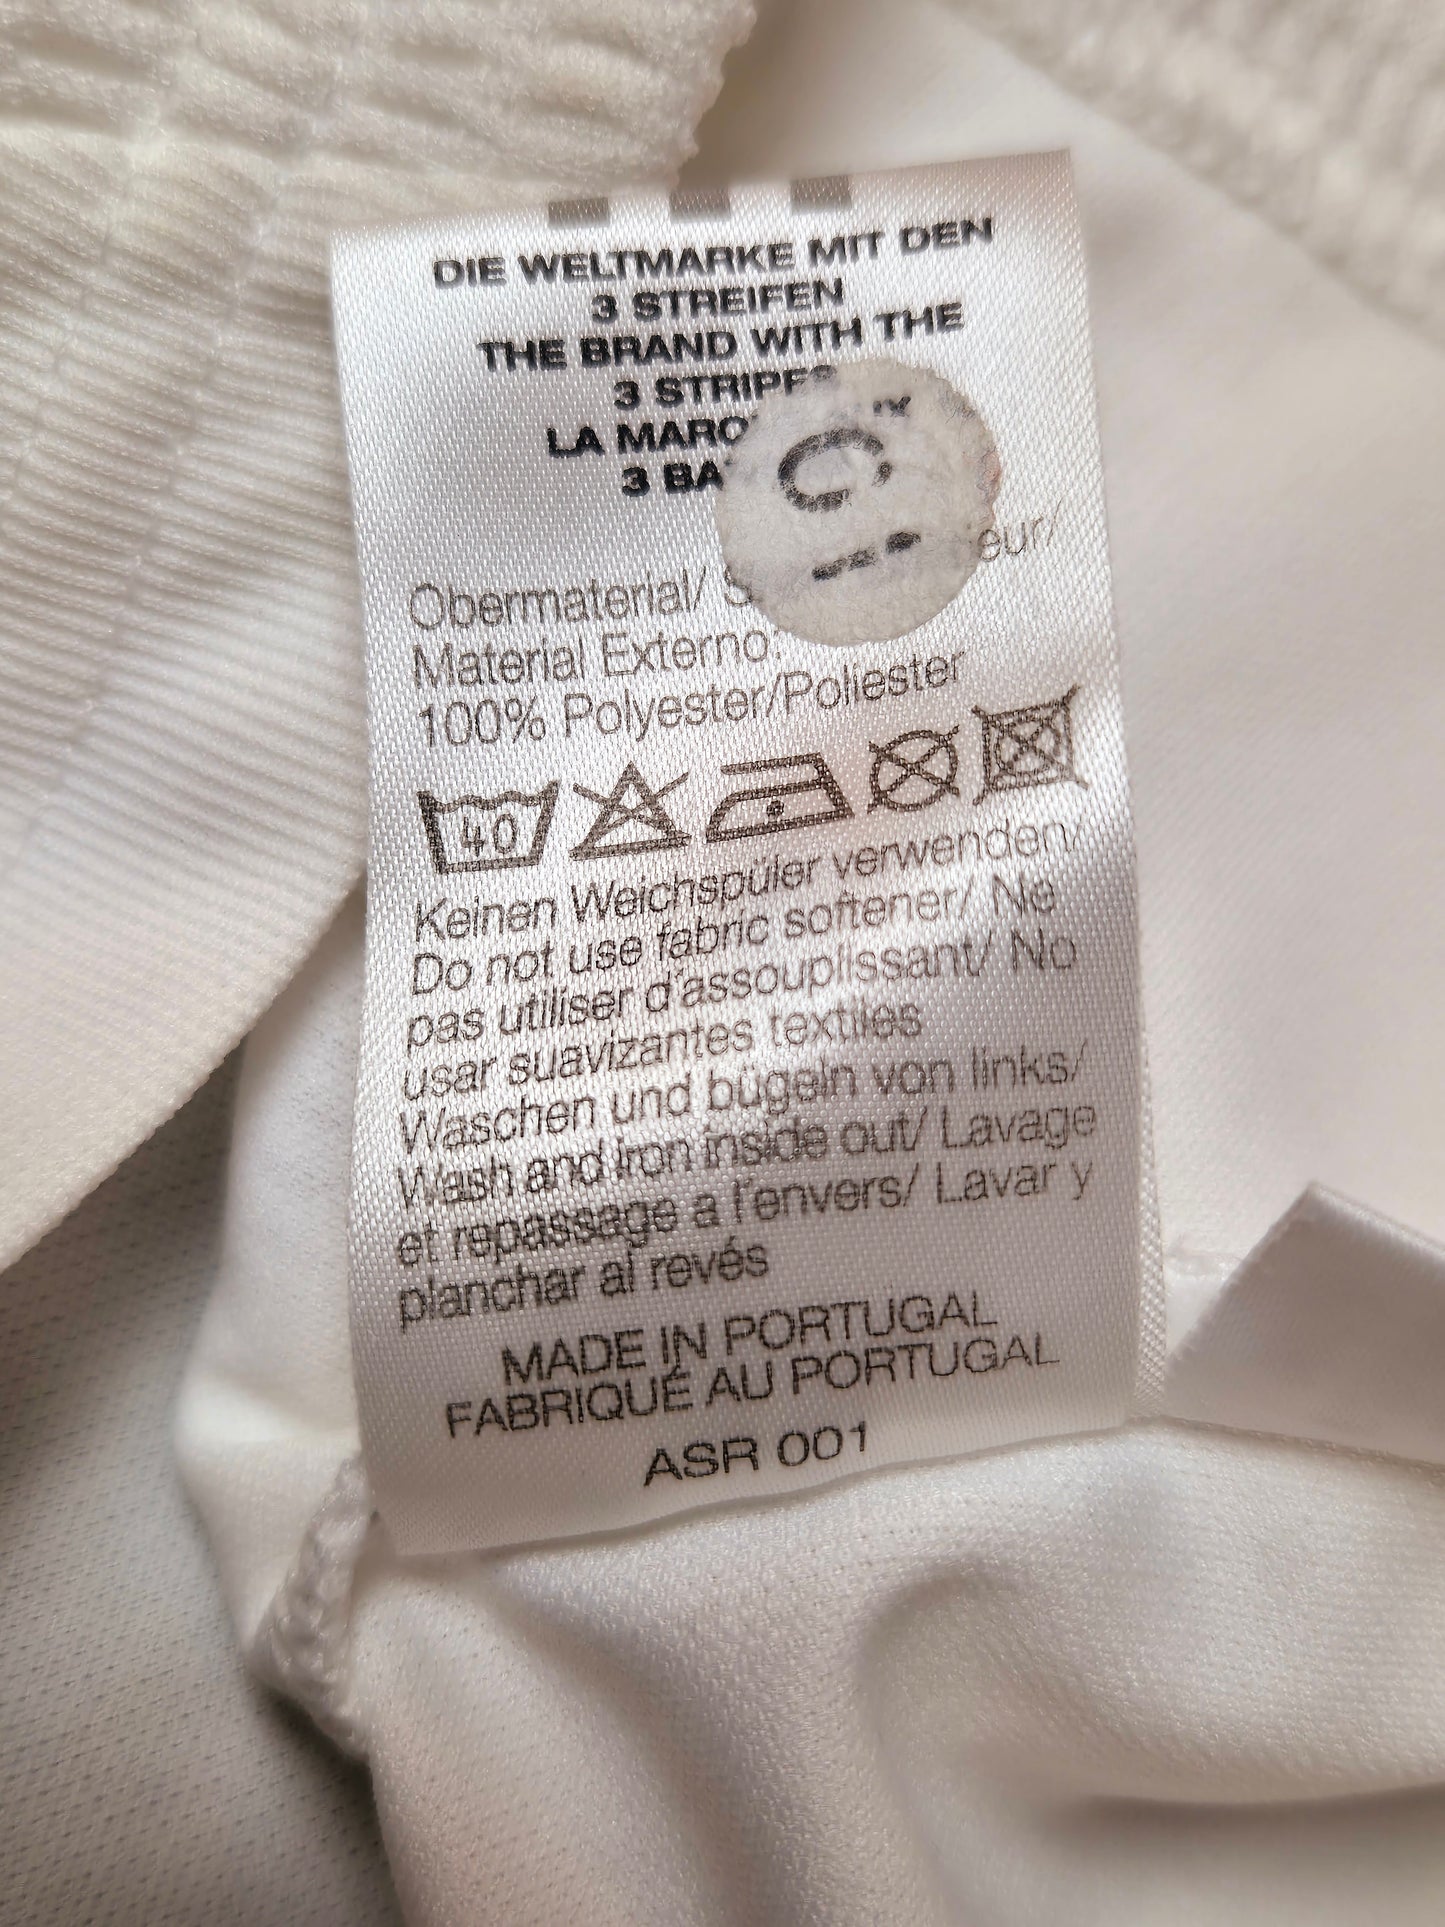 DIE WELTMARKE MIT DEN
3 STREIFEN
THE BRAND WITH THE
3 STRIPES
LA
3
C
Obermaterial/
Material Externo:
100% Polyester/Poliester
40
Keinen Weichspüler verwenden/
Do not use fabric softener/ Ne
pas utiliser d'assouplissant/ No
usar suavizantes textiles
Waschen und bügeln von links/
Wash and iron inside out/ Lavage
et repassage a l'envers/ Lavar y
planchar al revés
MADE IN PORTUGAL
FABRIQUÉ AU PORTUGAL
ASR 001